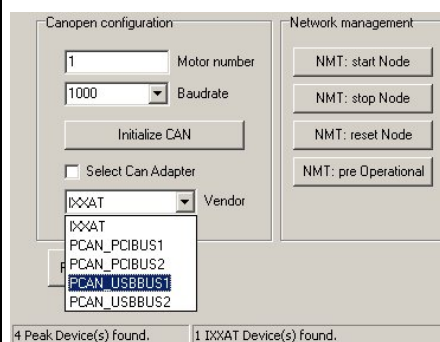 Canopen configuration
1 Motor number
1000 Baudrate
Initialize CAN
Select Can Adapter
IXXAT Vendor
IXXAT
PCAN_PCIBUS1
PCAN_PCIBUS2
PCAN_USBBUS1
PCAN_USBBUS2
Network management
NMT: start Node
NMT: stop Node
NMT: reset Node
NMT: pre Operational
4 Peak Device(s) found.
1 IXXAT Device(s) found.